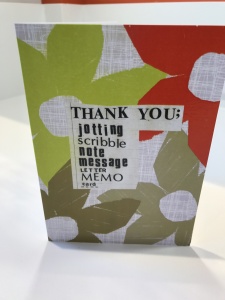 THANK YOU;
jotting
scribble
note
message
LETTER
MEMO